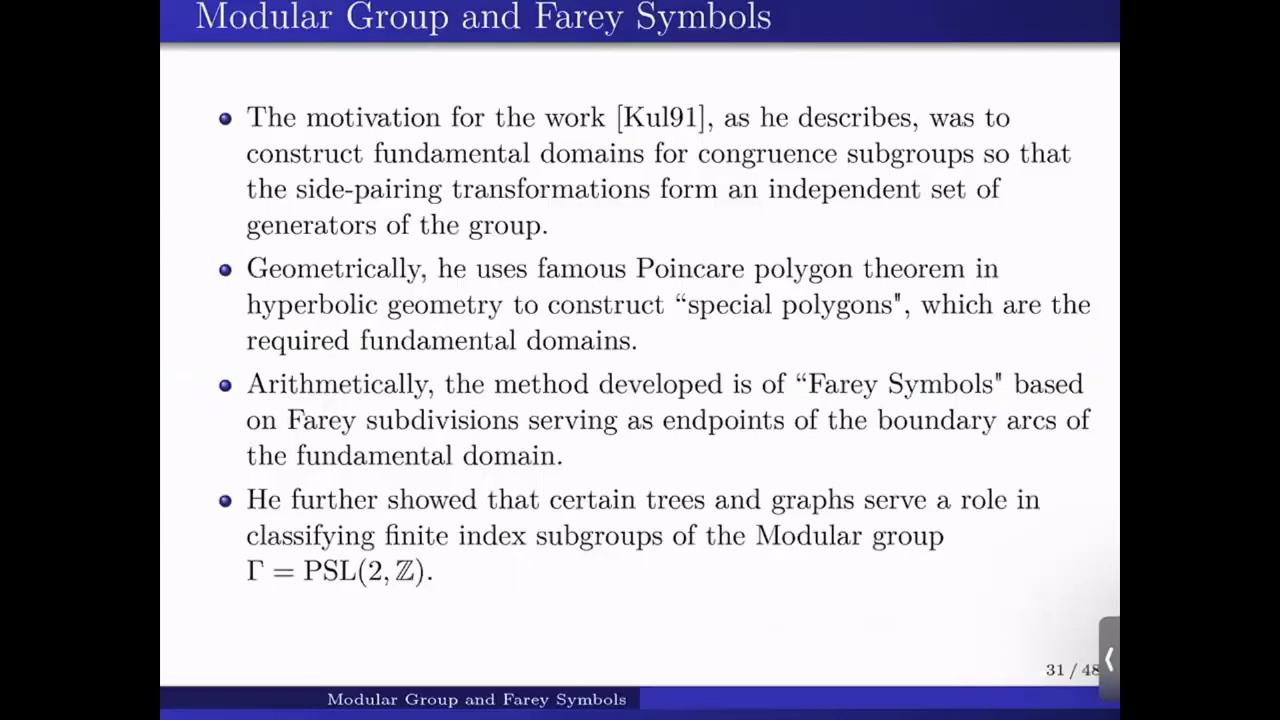 Modular Group and Farey Symbols
The motivation for the work [Kul91], as he describes, was to
construct fundamental domains for congruence subgroups so that
the side-pairing transformations form an independent set of
generators of the group.
Geometrically, he uses famous Poincare polygon theorem in
hyperbolic geometry to construct “special polygons", which are the
required fundamental domains.
Arithmetically, the method developed is of “Farey Symbols" based
on Farey subdivisions serving as endpoints of the boundary arcs of
the fundamental domain.
He further showed that certain trees and graphs serve a role in
classifying finite index subgroups of the Modular group
Γ = PSL(2, ℤ).
31 / 48
Modular Group and Farey Symbols